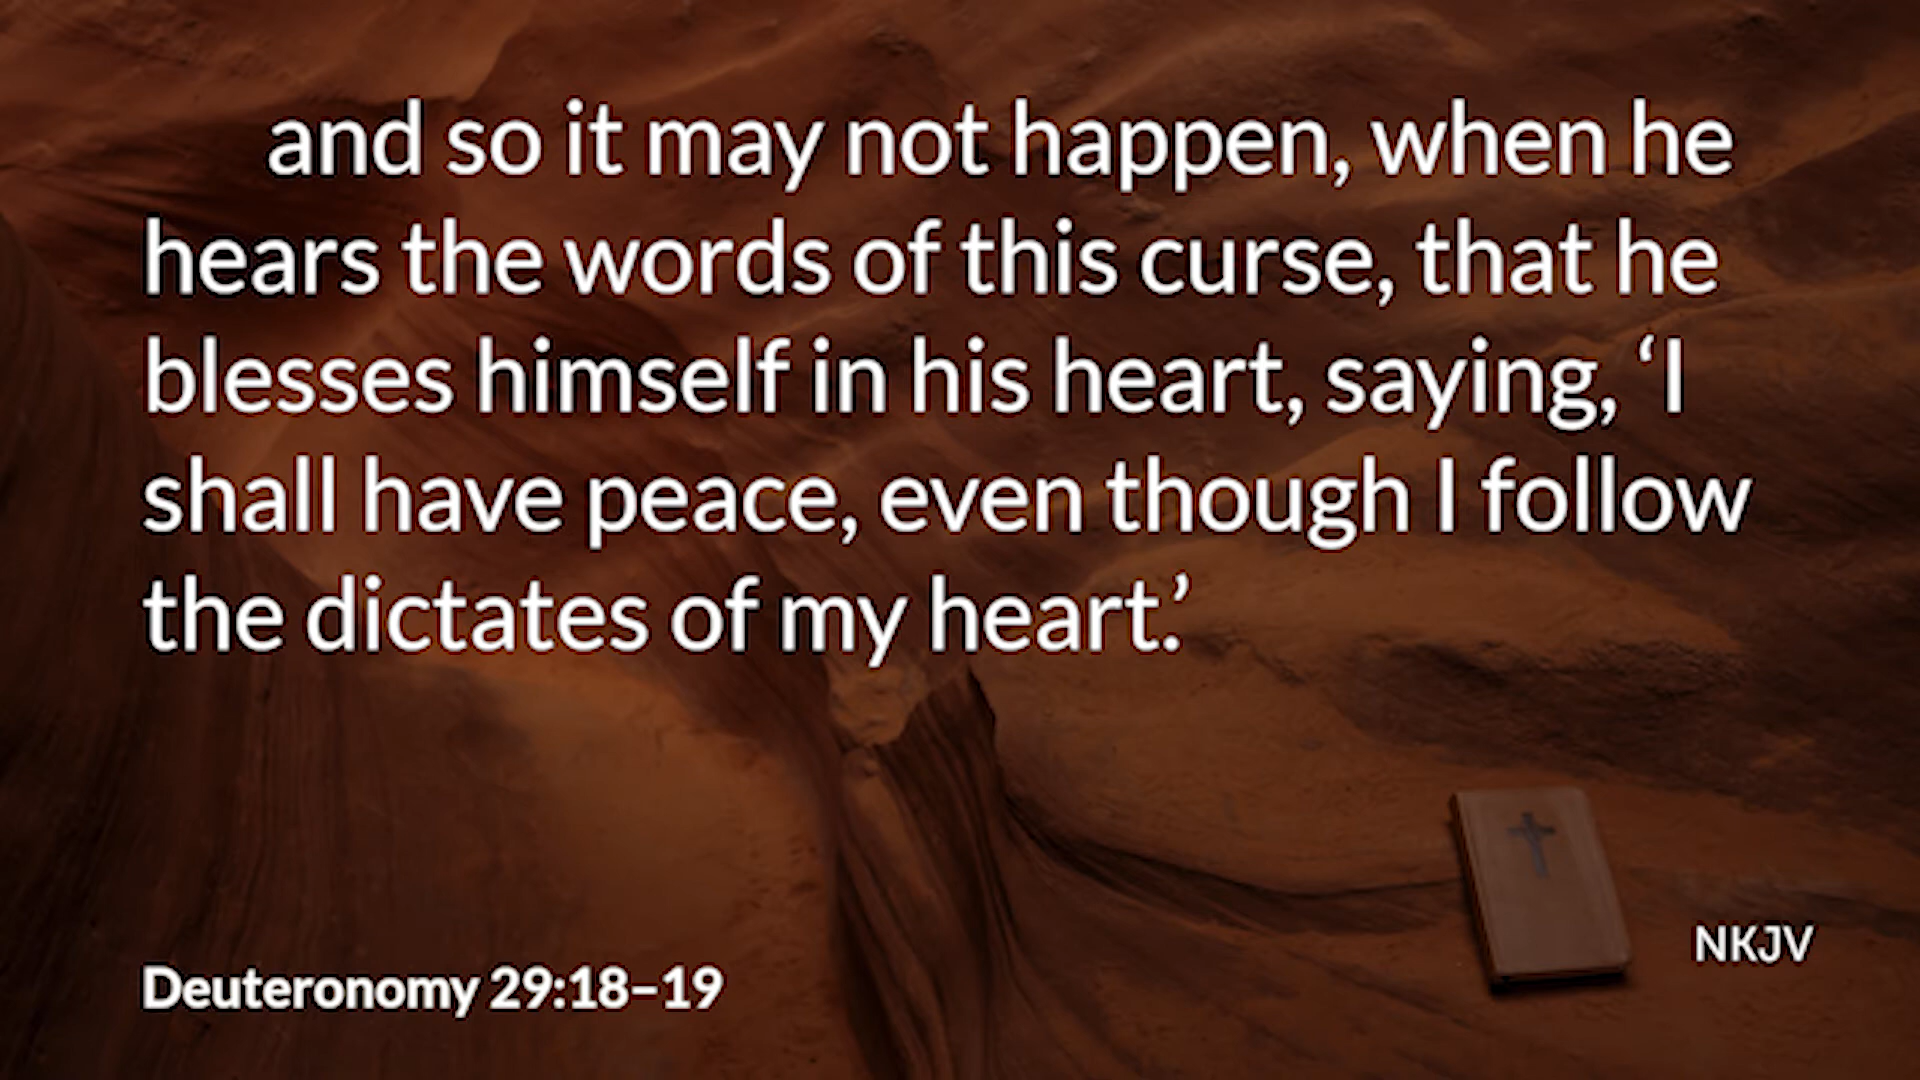 and so it may not happen, when he
hears the words of this curse, that he
blesses himself in his heart, saying, ‘I
shall have peace, even though I follow
the dictates of my heart.’
NKJV
Deuteronomy 29:18–19